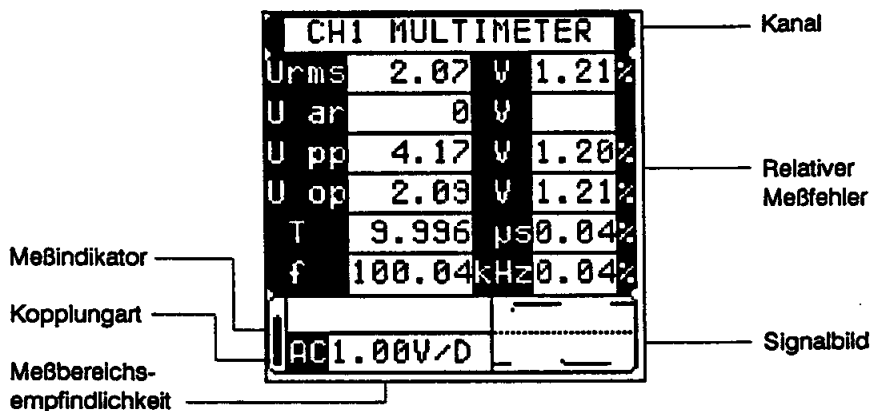 CH1 MULTIMETER
Kanal
Urms 2.07 V 1.21%
U ar 0 V
U pp 4.17 V 1.20%
U op 2.09 V 1.21%
Relativer
Meßfehler
T 9.996 µs 0.04%
f 100.04 kHz 0.04%
Meßindikator
Kopplungart
AC 1.00V/D
Signalbild
Meßbereichs-
empfindlichkeit